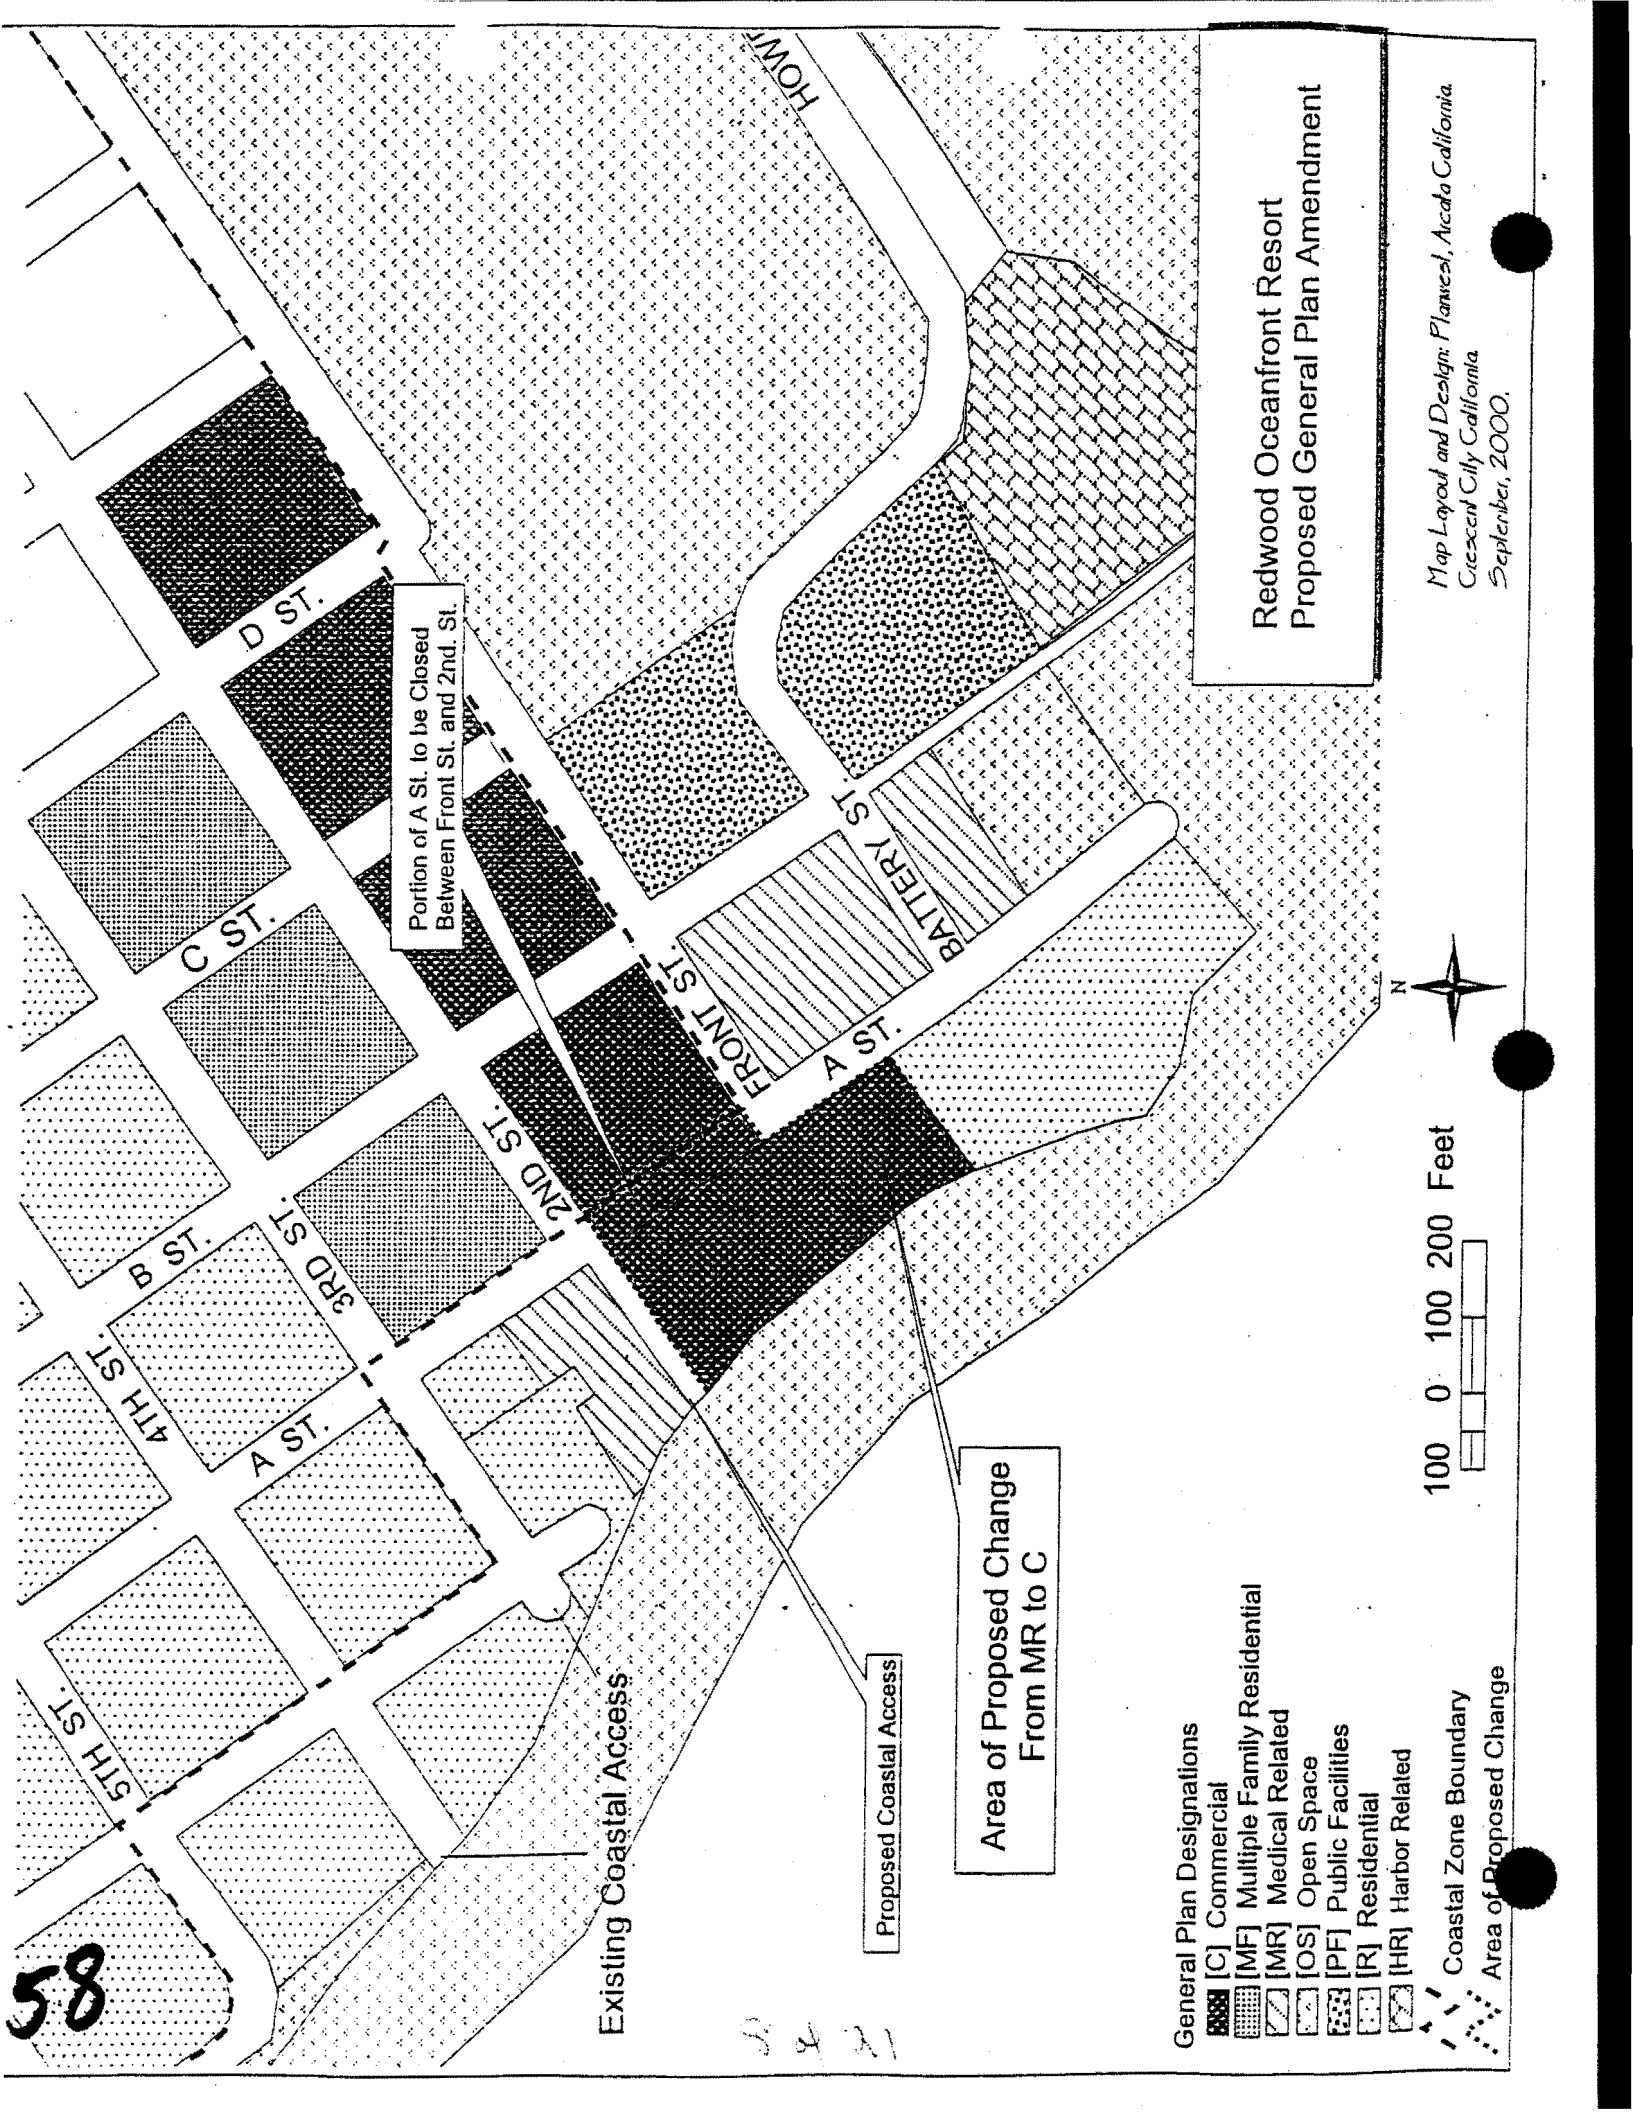 58
5TH ST.
4TH ST.
3RD ST.
2ND ST.
FRONT ST.
BATTERY ST.
A ST.
B ST.
C ST.
D ST.
A ST.
Portion of A St. to be Closed
Between Front St. and 2nd. St.
Existing Coastal Access
Proposed Coastal Access
Area of Proposed Change
From MR to C
General Plan Designations
[C] Commercial
[MF] Multiple Family Residential
[MR] Medical Related
[OS] Open Space
[PF] Public Facilities
[R] Residential
[HR] Harbor Related
Coastal Zone Boundary
Area of Proposed Change
100 0 100 200 Feet
N
Redwood Oceanfront Resort
Proposed General Plan Amendment
Map Layout and Design: Planwest, Arcata California
Crescent City California
September, 2000.